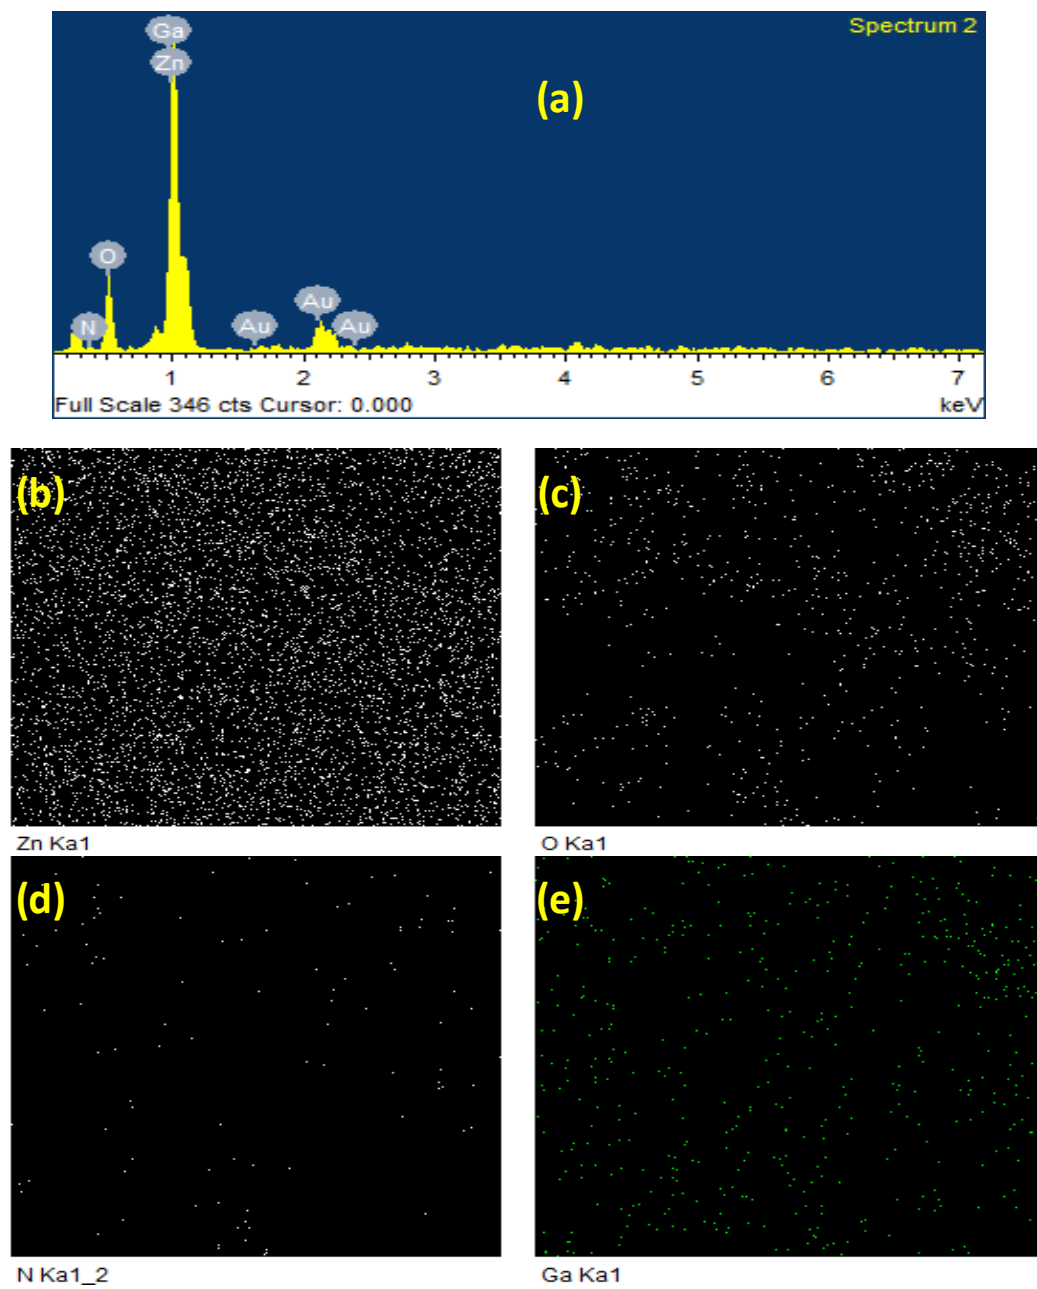 Spectrum 2
Ga
Zn
(a)
O
N
Au
Au
Au
1 2 3 4 5 6 7
Full Scale 346 cts Cursor: 0.000 keV
(b)
(c)
Zn Ka1
O Ka1
(d)
(e)
N Ka1_2
Ga Ka1